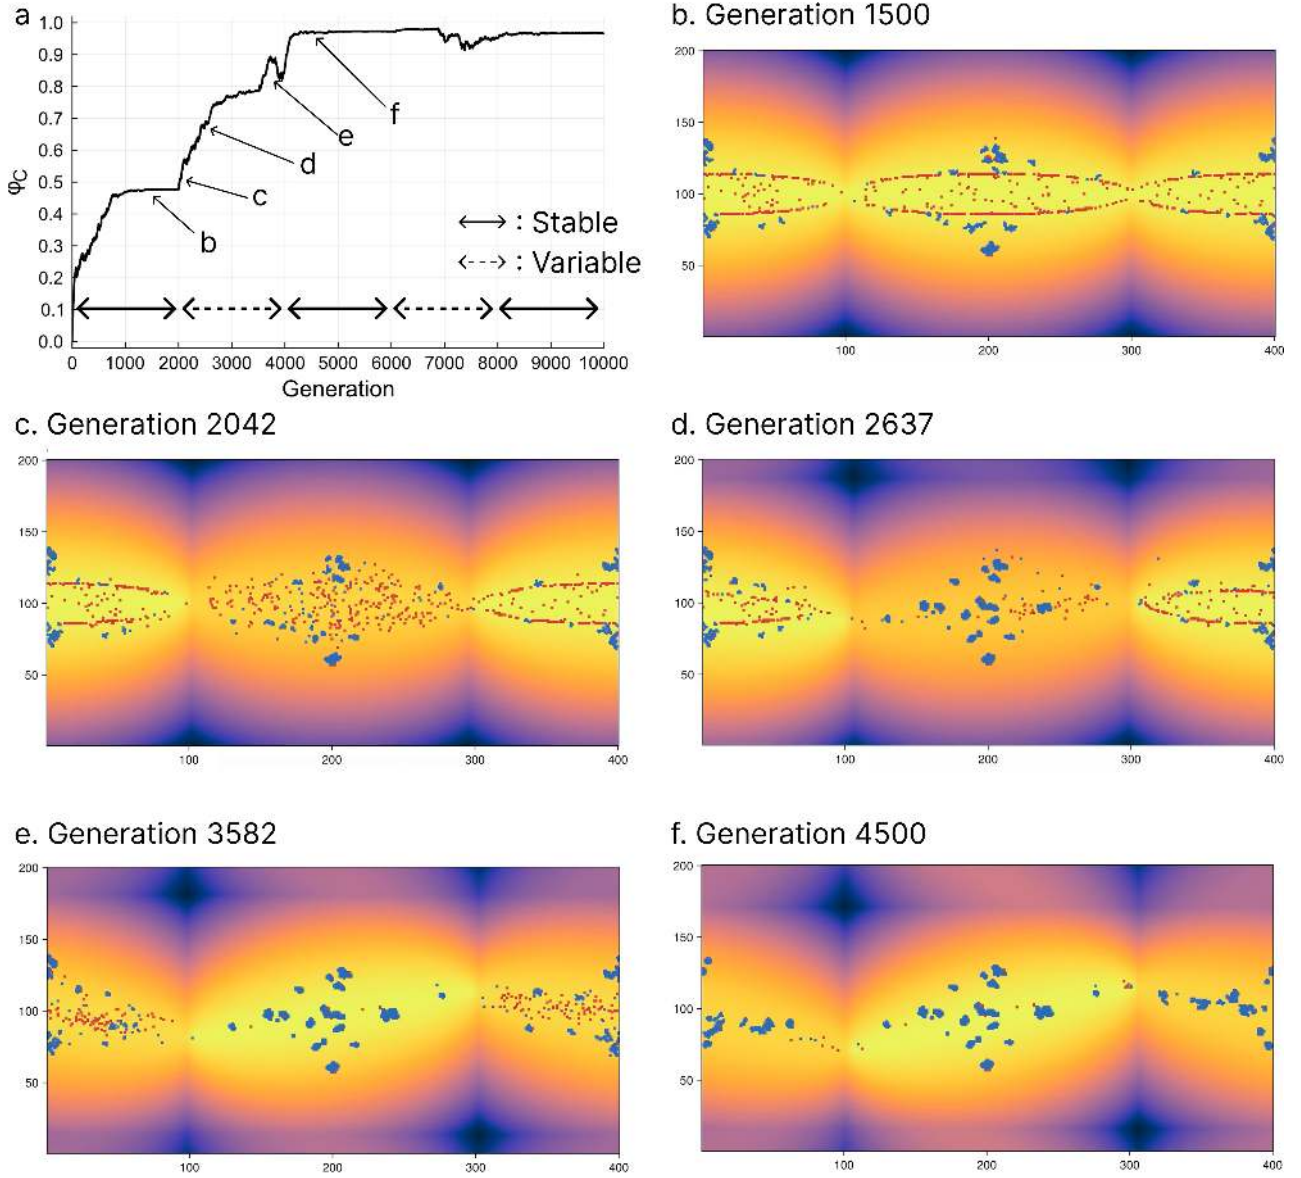 a
φC
1.0
0.9
0.8
0.7
0.6
0.5
0.4
0.3
0.2
0.1
0.0
f
e
d
c
b
: Stable
: Variable
0 1000 2000 3000 4000 5000 6000 7000 8000 9000 10000
Generation
b. Generation 1500
200
150
100
50
100 200 300 400
c. Generation 2042
200
150
100
50
100 200 300 400
d. Generation 2637
200
150
100
50
100 200 300 400
e. Generation 3582
200
150
100
50
100 200 300 400
f. Generation 4500
200
150
100
50
100 200 300 400